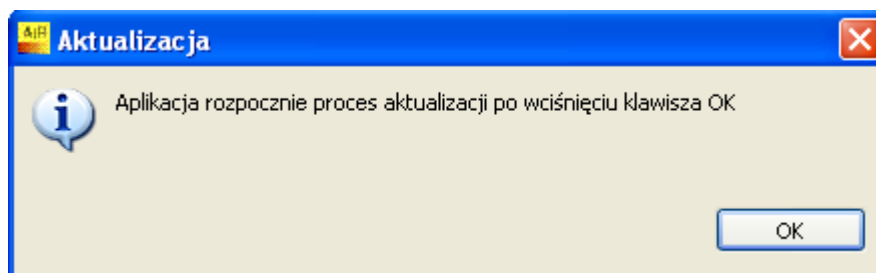 Aktualizacja
Aplikacja rozpocznie proces aktualizacji po wciśnięciu klawisza OK
OK